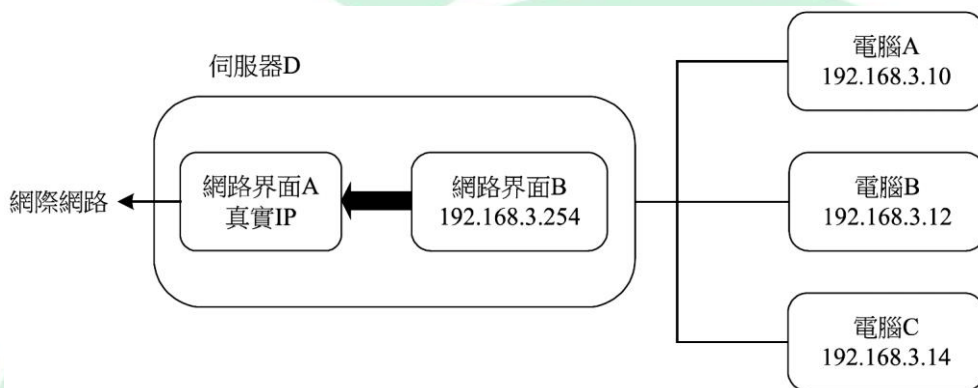 伺服器D
網際網路
網路界面A
真實IP
網路界面B
192.168.3.254
電腦A
192.168.3.10
電腦B
192.168.3.12
電腦C
192.168.3.14